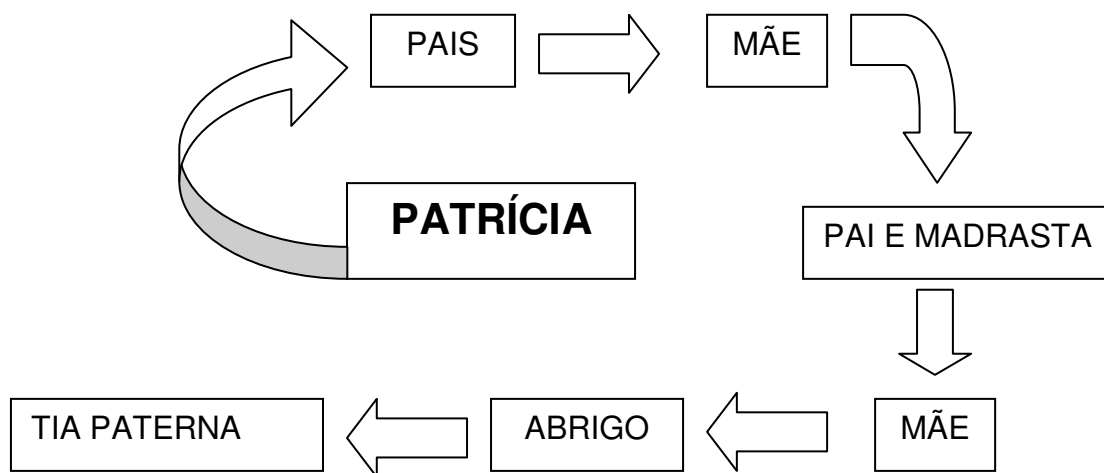 PAIS
MÃE
PATRÍCIA
PAI E MADRASTA
TIA PATERNA
ABRIGO
MÃE